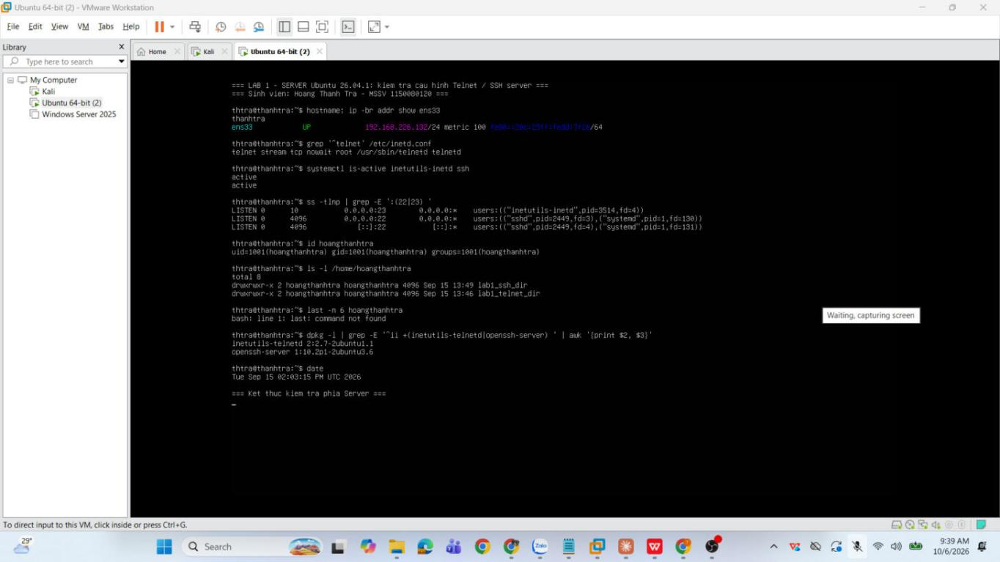 Ubuntu 64-bit (2) - VMware Workstation
File Edit View VM Tabs Help
Library
Home
Kali
Ubuntu 64-bit (2)
Type here to search
My Computer
Kali
Ubuntu 64-bit (2)
Windows Server 2025
=== LAB 1 - SERVER Ubuntu 26.04.1: kiem tra cau hinh Telnet / SSH server ===
=== Sinh vien: Hoang Thanh Tra - MSSV 1150080120 ===
thtra@thanhtra:~$ hostname; ip -br addr show ens33
thanhtra
ens33 UP 192.168.226.132/24 metric 100 fe80::20c:29ff:fedd:7f26/64
thtra@thanhtra:~$ grep '^telnet' /etc/inetd.conf
telnet stream tcp nowait root /usr/sbin/telnetd telnetd
thtra@thanhtra:~$ systemctl is-active inetutils-inetd ssh
active
active
thtra@thanhtra:~$ ss -tlnp | grep -E ':(22|23) '
LISTEN 0 10 0.0.0.0:23 0.0.0.0:* users:(("inetutils-inetd",pid=3514,fd=4))
LISTEN 0 4096 0.0.0.0:22 0.0.0.0:* users:(("sshd",pid=2449,fd=3),("systemd",pid=1,fd=130))
LISTEN 0 4096 [::]:22 [::]:* users:(("sshd",pid=2449,fd=4),("systemd",pid=1,fd=131))
thtra@thanhtra:~$ id hoangthanhtra
uid=1001(hoangthanhtra) gid=1001(hoangthanhtra) groups=1001(hoangthanhtra)
thtra@thanhtra:~$ ls -l /home/hoangthanhtra
total 8
drwxrwxr-x 2 hoangthanhtra hoangthanhtra 4096 Sep 15 13:49 lab1_ssh_dir
drwxrwxr-x 2 hoangthanhtra hoangthanhtra 4096 Sep 15 13:46 lab1_telnet_dir
thtra@thanhtra:~$ last -n 6 hoangthanhtra
bash: line 1: last: command not found
Waiting, capturing screen
thtra@thanhtra:~$ dpkg -l | grep -E '^ii +(inetutils-telnetd|openssh-server) ' | awk '{print $2, $3}'
inetutils-telnetd 2:2.7-2ubuntu1.1
openssh-server 1:10.2p1-2ubuntu3.6
thtra@thanhtra:~$ date
Tue Sep 15 02:03:15 PM UTC 2026
=== Ket thuc kiem tra phia Server ===
To direct input to this VM, click inside or press Ctrl+G.
29°
Search
Zalo
9:39 AM
10/6/2026